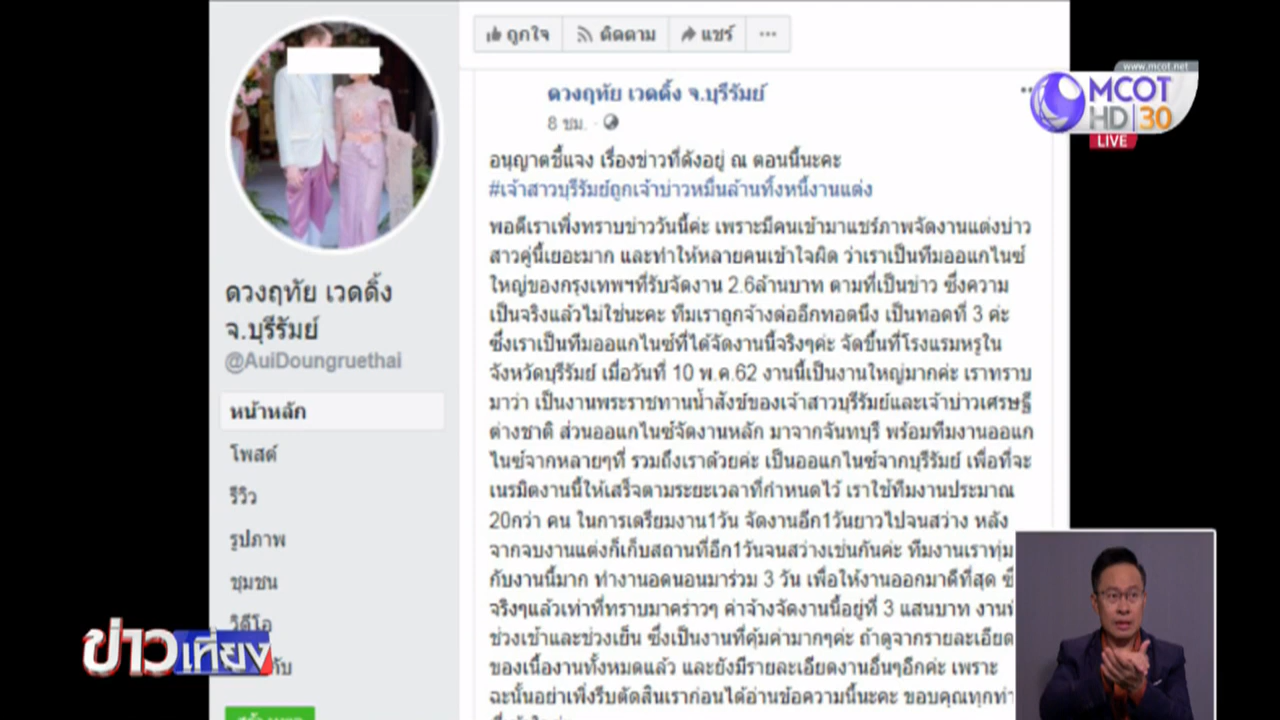 ถูกใจ
ติดตาม
แชร์
ดวงฤทัย เวดดิ้ง จ.บุรีรัมย์
8 ชม.
www.mcot.net
MCOT
HD 30
LIVE
อนุญาตชี้แจง เรื่องข่าวที่ดังอยู่ ณ ตอนนี้นะคะ
#เจ้าสาวบุรีรัมย์ถูกเจ้าบ่าวหมื่นล้านทิ้งหนีงานแต่ง
พอดีเราเพิ่งทราบข่าววันนี้ค่ะ เพราะมีคนเข้ามาแชร์ภาพจัดงานแต่งบ่าว
สาวคู่นี้เยอะมาก และทำให้หลายคนเข้าใจผิด ว่าเราเป็นทีมออแกไนซ์
ใหญ่ของกรุงเทพฯที่รับจัดงาน 2.6ล้านบาท ตามที่เป็นข่าว ซึ่งความ
เป็นจริงแล้วไม่ใช่นะคะ ทีมเราถูกจ้างต่ออีกทอดนึง เป็นทอดที่ 3 ค่ะ
ซึ่งเราเป็นทีมออแกไนซ์ที่ได้จัดงานนี้จริงๆค่ะ จัดขึ้นที่โรงแรมหรูใน
จังหวัดบุรีรัมย์ เมื่อวันที่ 10 พ.ค.62 งานนี้เป็นงานใหญ่มากค่ะ เราทราบ
มาว่า เป็นงานพระราชทานน้ำสังข์ของเจ้าสาวบุรีรัมย์และเจ้าบ่าวเศรษฐี
ต่างชาติ ส่วนออแกไนซ์จัดงานหลัก มาจากจันทบุรี พร้อมทีมงานออแก
ไนซ์จากหลายๆที่ รวมถึงเราด้วยค่ะ เป็นออแกไนซ์จากบุรีรัมย์ เพื่อที่จะ
เนรมิตงานนี้ให้เสร็จตามระยะเวลาที่กำหนดไว้ เราใช้ทีมงานประมาณ
20กว่า คน ในการเตรียมงาน1วัน จัดงานอีก1วันยาวไปจนสว่าง หลัง
จากจบงานแต่งก็เก็บสถานที่อีก1วันจนสว่างเช่นกันค่ะ ทีมงานเราทุ่ม
กับงานนี้มาก ทำงานอดนอนมาร่วม 3 วัน เพื่อให้งานออกมาดีที่สุด
จริงๆแล้วเท่าที่ทราบมาคร่าวๆ ค่าจ้างจัดงานนี้อยู่ที่ 3 แสนบาท
ช่วงเช้าและช่วงเย็น ซึ่งเป็นงานที่คุ้มค่ามากๆค่ะ ถ้าดูจากรายละเอียด
ของเนื้องานทั้งหมดแล้ว และยังมีรายละเอียดงานอื่นๆอีกค่ะ เพราะ
ฉะนั้นอย่าเพิ่งรีบตัดสินเราก่อนได้อ่านข้อความนี้นะคะ ขอบคุณทุกท่า
ดวงฤทัย เวดดิ้ง
จ.บุรีรัมย์
@AuiDoungruethai
หน้าหลัก
โพสต์
รีวิว
รูปภาพ
ชุมชน
วิดีโอ
ข่าวเที่ยง